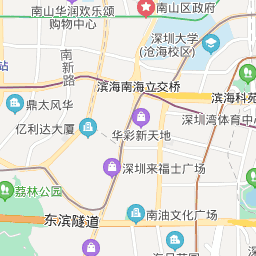 南山华润欢乐颂
购物中心
南山区政府
深圳大学
(沧海校区)
南新路
滨海南海立交桥
滨海科苑
鼎太风华
亿利达大厦
华彩新天地
深圳湾体育中心
深圳来福士广场
荔林公园
东滨隧道
南油文化广场